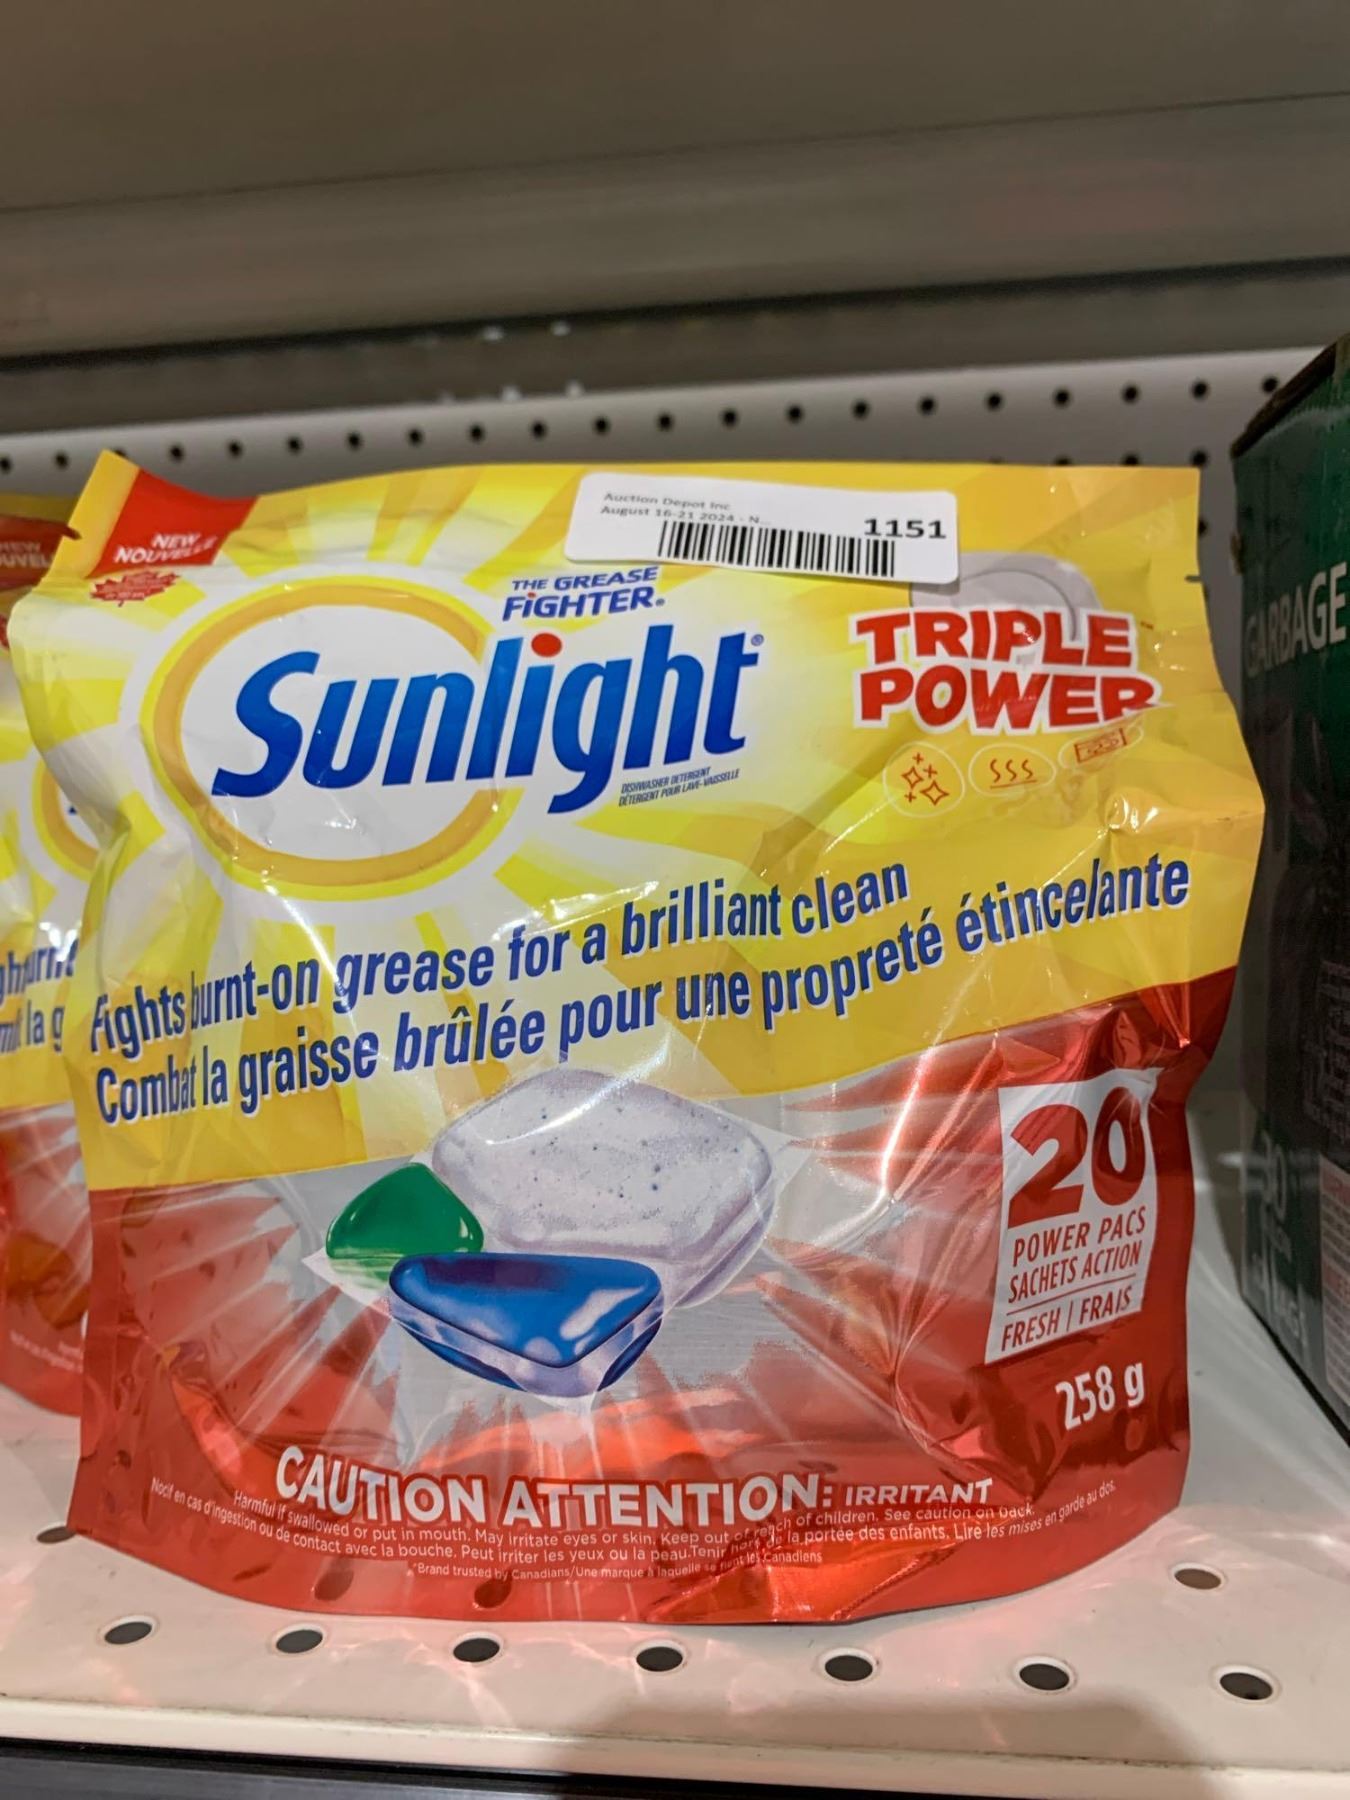 Auction Depot Inc
August 16-21 2024 - N...
1151
NEW
NOUVELLE
THE GREASE
FiGHTER®
Sunlight®
DISHWASHER DETERGENT
DÉTERGENT POUR LAVE-VAISSELLE
TRIPLE
POWER
Fights burnt-on grease for a brilliant clean
Combat la graisse brûlée pour une propreté étincelante
20
POWER PACS
SACHETS ACTION
FRESH | FRAIS
258 g
CAUTION ATTENTION: IRRITANT
Harmful if swallowed or put in mouth. May irritate eyes or skin. Keep out of reach of children. See caution on back.
Nocif en cas d'ingestion ou de contact avec la bouche. Peut irriter les yeux ou la peau. Tenir hors de la portée des enfants. Lire les mises en garde au dos.
*Brand trusted by Canadians/Une marque à laquelle se fient les Canadiens
GARBAGE